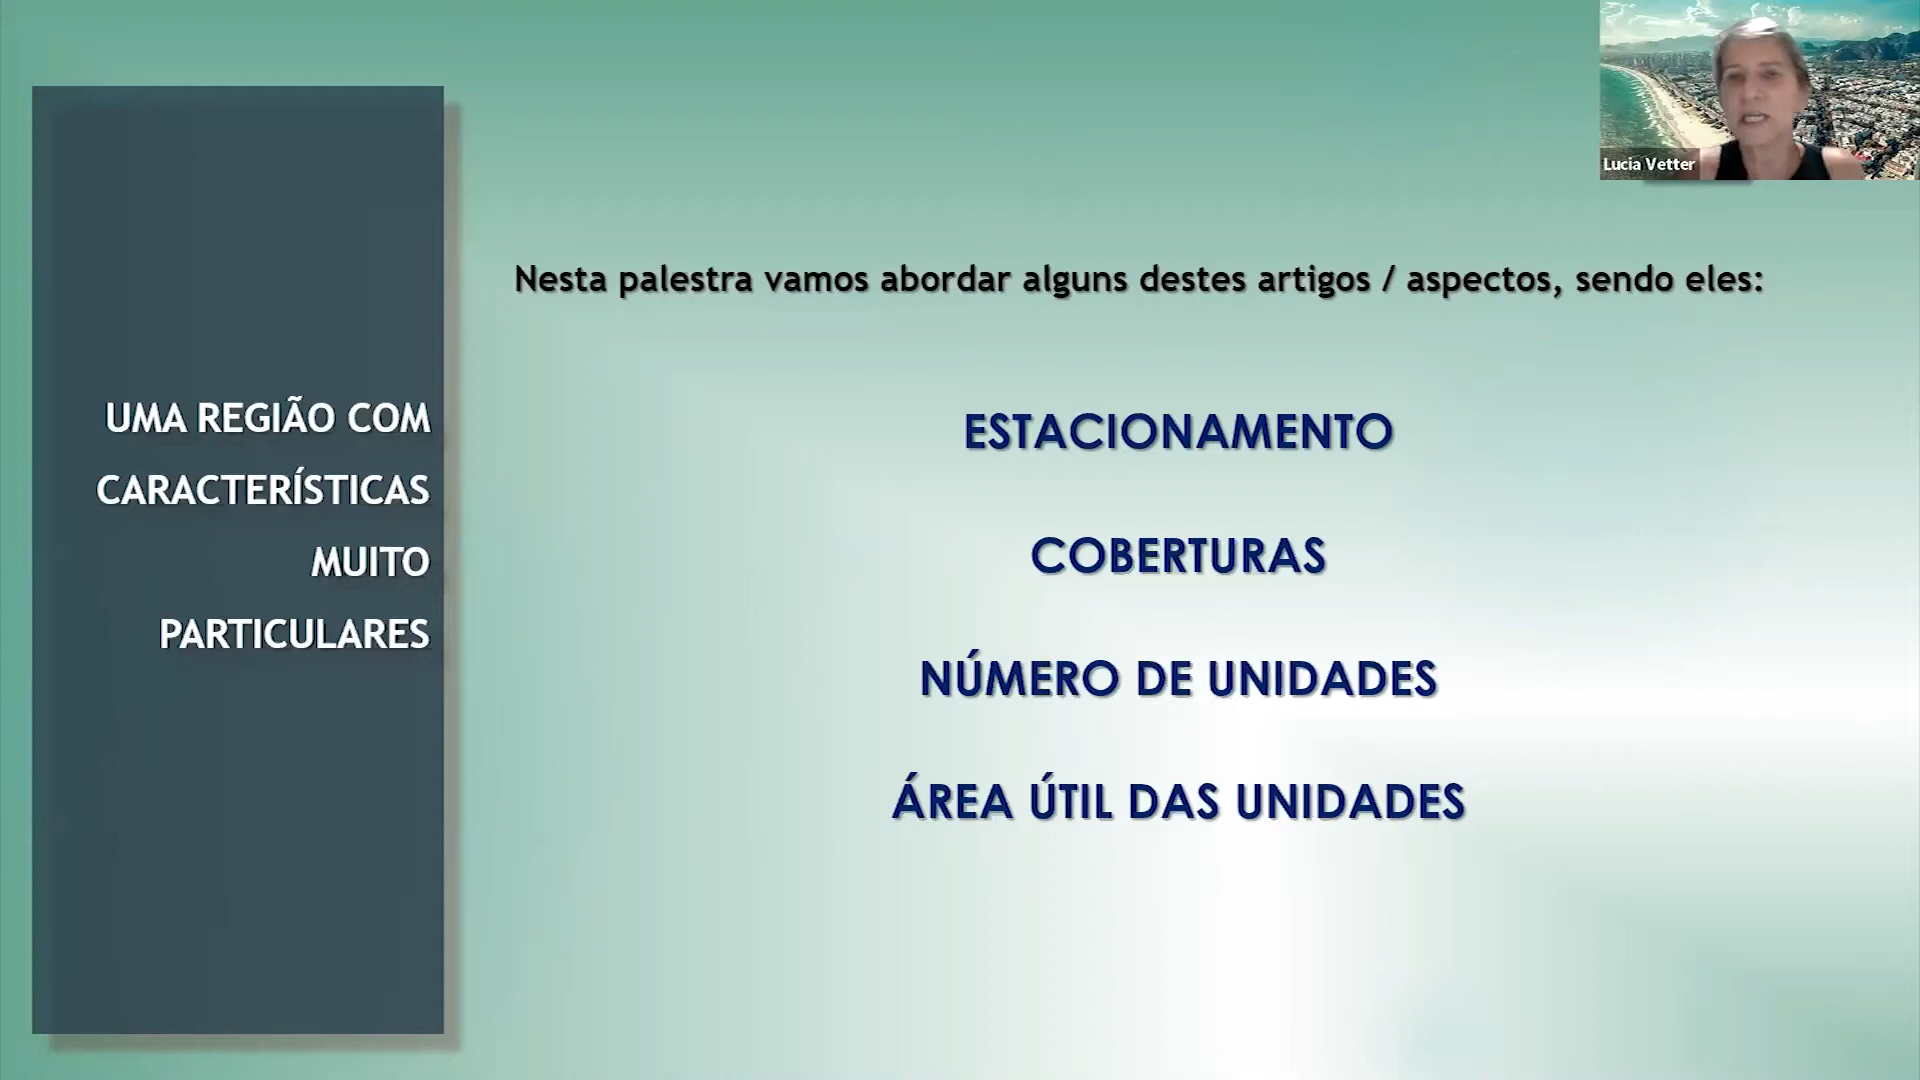 Lucia Vetter
UMA REGIÃO COM
CARACTERÍSTICAS
MUITO
PARTICULARES
Nesta palestra vamos abordar alguns destes artigos / aspectos, sendo eles:
ESTACIONAMENTO
COBERTURAS
NÚMERO DE UNIDADES
ÁREA ÚTIL DAS UNIDADES